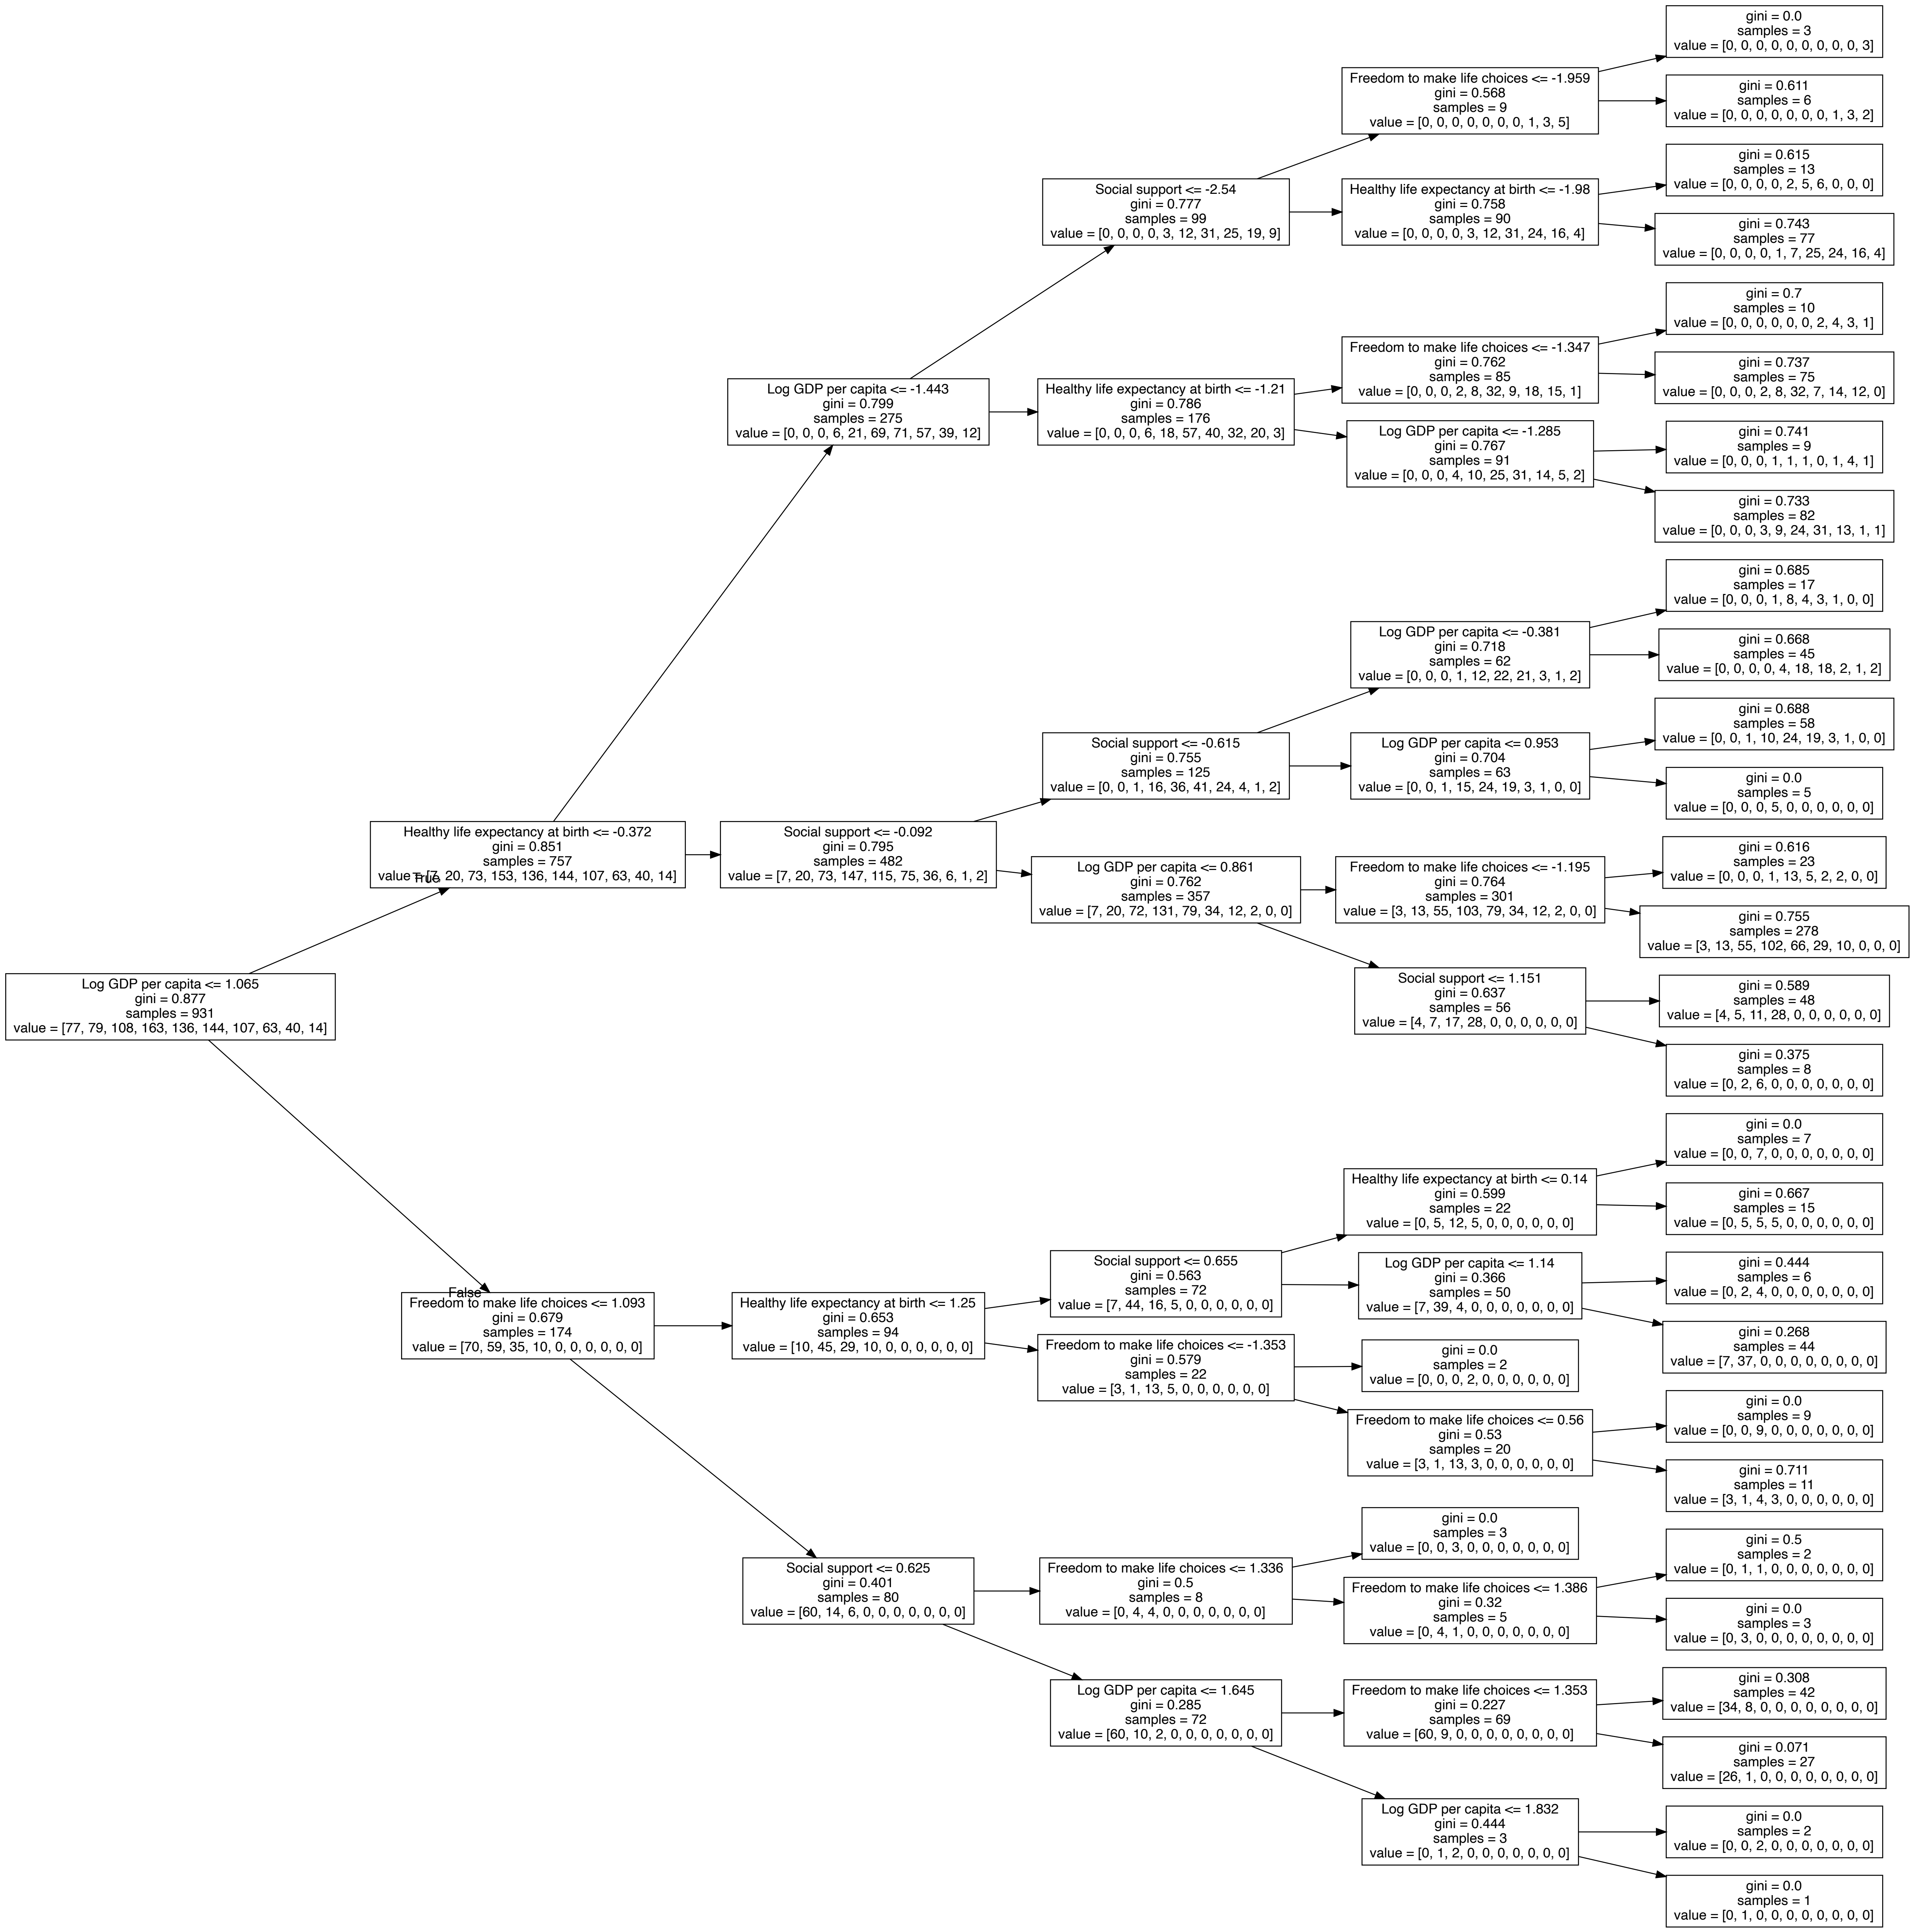 Log GDP per capita <= 1.065
gini = 0.877
samples = 931
value = [77, 79, 108, 163, 136, 144, 107, 63, 40, 14]
Healthy life expectancy at birth <= -0.372
gini = 0.851
samples = 757
value = [7, 20, 73, 153, 136, 144, 107, 63, 40, 14]
True
False
Freedom to make life choices <= 1.093
gini = 0.679
samples = 174
value = [70, 59, 35, 10, 0, 0, 0, 0, 0, 0]
Log GDP per capita <= -1.443
gini = 0.799
samples = 275
value = [0, 0, 0, 6, 21, 69, 71, 57, 39, 12]
Social support <= -0.092
gini = 0.795
samples = 482
value = [7, 20, 73, 147, 115, 75, 36, 6, 1, 2]
Healthy life expectancy at birth <= 1.25
gini = 0.653
samples = 94
value = [10, 45, 29, 10, 0, 0, 0, 0, 0, 0]
Social support <= 0.625
gini = 0.401
samples = 80
value = [60, 14, 6, 0, 0, 0, 0, 0, 0, 0]
Social support <= -2.54
gini = 0.777
samples = 99
value = [0, 0, 0, 0, 3, 12, 31, 25, 19, 9]
Healthy life expectancy at birth <= -1.21
gini = 0.786
samples = 176
value = [0, 0, 0, 6, 18, 57, 40, 32, 20, 3]
Social support <= -0.615
gini = 0.755
samples = 125
value = [0, 0, 1, 16, 36, 41, 24, 4, 1, 2]
Log GDP per capita <= 0.861
gini = 0.762
samples = 357
value = [7, 20, 72, 131, 79, 34, 12, 2, 0, 0]
Social support <= 0.655
gini = 0.563
samples = 72
value = [7, 44, 16, 5, 0, 0, 0, 0, 0, 0]
Freedom to make life choices <= -1.353
gini = 0.579
samples = 22
value = [3, 1, 13, 5, 0, 0, 0, 0, 0, 0]
Freedom to make life choices <= 1.336
gini = 0.5
samples = 8
value = [0, 4, 4, 0, 0, 0, 0, 0, 0, 0]
Log GDP per capita <= 1.645
gini = 0.285
samples = 72
value = [60, 10, 2, 0, 0, 0, 0, 0, 0, 0]
Freedom to make life choices <= -1.959
gini = 0.568
samples = 9
value = [0, 0, 0, 0, 0, 0, 0, 1, 3, 5]
Healthy life expectancy at birth <= -1.98
gini = 0.758
samples = 90
value = [0, 0, 0, 0, 3, 12, 31, 24, 16, 4]
Freedom to make life choices <= -1.347
gini = 0.762
samples = 85
value = [0, 0, 0, 2, 8, 32, 9, 18, 15, 1]
Log GDP per capita <= -1.285
gini = 0.767
samples = 91
value = [0, 0, 0, 4, 10, 25, 31, 14, 5, 2]
Log GDP per capita <= -0.381
gini = 0.718
samples = 62
value = [0, 0, 0, 1, 12, 22, 21, 3, 1, 2]
Log GDP per capita <= 0.953
gini = 0.704
samples = 63
value = [0, 0, 1, 15, 24, 19, 3, 1, 0, 0]
Freedom to make life choices <= -1.195
gini = 0.764
samples = 301
value = [3, 13, 55, 103, 79, 34, 12, 2, 0, 0]
Social support <= 1.151
gini = 0.637
samples = 56
value = [4, 7, 17, 28, 0, 0, 0, 0, 0, 0]
Healthy life expectancy at birth <= 0.14
gini = 0.599
samples = 22
value = [0, 5, 12, 5, 0, 0, 0, 0, 0, 0]
Log GDP per capita <= 1.14
gini = 0.366
samples = 50
value = [7, 39, 4, 0, 0, 0, 0, 0, 0, 0]
gini = 0.0
samples = 2
value = [0, 0, 0, 2, 0, 0, 0, 0, 0, 0]
Freedom to make life choices <= 0.56
gini = 0.53
samples = 20
value = [3, 1, 13, 3, 0, 0, 0, 0, 0, 0]
gini = 0.0
samples = 3
value = [0, 0, 3, 0, 0, 0, 0, 0, 0, 0]
Freedom to make life choices <= 1.386
gini = 0.32
samples = 5
value = [0, 4, 1, 0, 0, 0, 0, 0, 0, 0]
Freedom to make life choices <= 1.353
gini = 0.227
samples = 69
value = [60, 9, 0, 0, 0, 0, 0, 0, 0, 0]
Log GDP per capita <= 1.832
gini = 0.444
samples = 3
value = [0, 1, 2, 0, 0, 0, 0, 0, 0, 0]
gini = 0.0
samples = 3
value = [0, 0, 0, 0, 0, 0, 0, 0, 0, 3]
gini = 0.611
samples = 6
value = [0, 0, 0, 0, 0, 0, 0, 1, 3, 2]
gini = 0.615
samples = 13
value = [0, 0, 0, 0, 2, 5, 6, 0, 0, 0]
gini = 0.743
samples = 77
value = [0, 0, 0, 0, 1, 7, 25, 24, 16, 4]
gini = 0.7
samples = 10
value = [0, 0, 0, 0, 0, 0, 2, 4, 3, 1]
gini = 0.737
samples = 75
value = [0, 0, 0, 2, 8, 32, 7, 14, 12, 0]
gini = 0.741
samples = 9
value = [0, 0, 0, 1, 1, 1, 0, 1, 4, 1]
gini = 0.733
samples = 82
value = [0, 0, 0, 3, 9, 24, 31, 13, 1, 1]
gini = 0.685
samples = 17
value = [0, 0, 0, 1, 8, 4, 3, 1, 0, 0]
gini = 0.668
samples = 45
value = [0, 0, 0, 0, 4, 18, 18, 2, 1, 2]
gini = 0.688
samples = 58
value = [0, 0, 1, 10, 24, 19, 3, 1, 0, 0]
gini = 0.0
samples = 5
value = [0, 0, 0, 5, 0, 0, 0, 0, 0, 0]
gini = 0.616
samples = 23
value = [0, 0, 0, 1, 13, 5, 2, 2, 0, 0]
gini = 0.755
samples = 278
value = [3, 13, 55, 102, 66, 29, 10, 0, 0, 0]
gini = 0.589
samples = 48
value = [4, 5, 11, 28, 0, 0, 0, 0, 0, 0]
gini = 0.375
samples = 8
value = [0, 2, 6, 0, 0, 0, 0, 0, 0, 0]
gini = 0.0
samples = 7
value = [0, 0, 7, 0, 0, 0, 0, 0, 0, 0]
gini = 0.667
samples = 15
value = [0, 5, 5, 5, 0, 0, 0, 0, 0, 0]
gini = 0.444
samples = 6
value = [0, 2, 4, 0, 0, 0, 0, 0, 0, 0]
gini = 0.268
samples = 44
value = [7, 37, 0, 0, 0, 0, 0, 0, 0, 0]
gini = 0.0
samples = 9
value = [0, 0, 9, 0, 0, 0, 0, 0, 0, 0]
gini = 0.711
samples = 11
value = [3, 1, 4, 3, 0, 0, 0, 0, 0, 0]
gini = 0.5
samples = 2
value = [0, 1, 1, 0, 0, 0, 0, 0, 0, 0]
gini = 0.0
samples = 3
value = [0, 3, 0, 0, 0, 0, 0, 0, 0, 0]
gini = 0.308
samples = 42
value = [34, 8, 0, 0, 0, 0, 0, 0, 0, 0]
gini = 0.071
samples = 27
value = [26, 1, 0, 0, 0, 0, 0, 0, 0, 0]
gini = 0.0
samples = 2
value = [0, 0, 2, 0, 0, 0, 0, 0, 0, 0]
gini = 0.0
samples = 1
value = [0, 1, 0, 0, 0, 0, 0, 0, 0, 0]